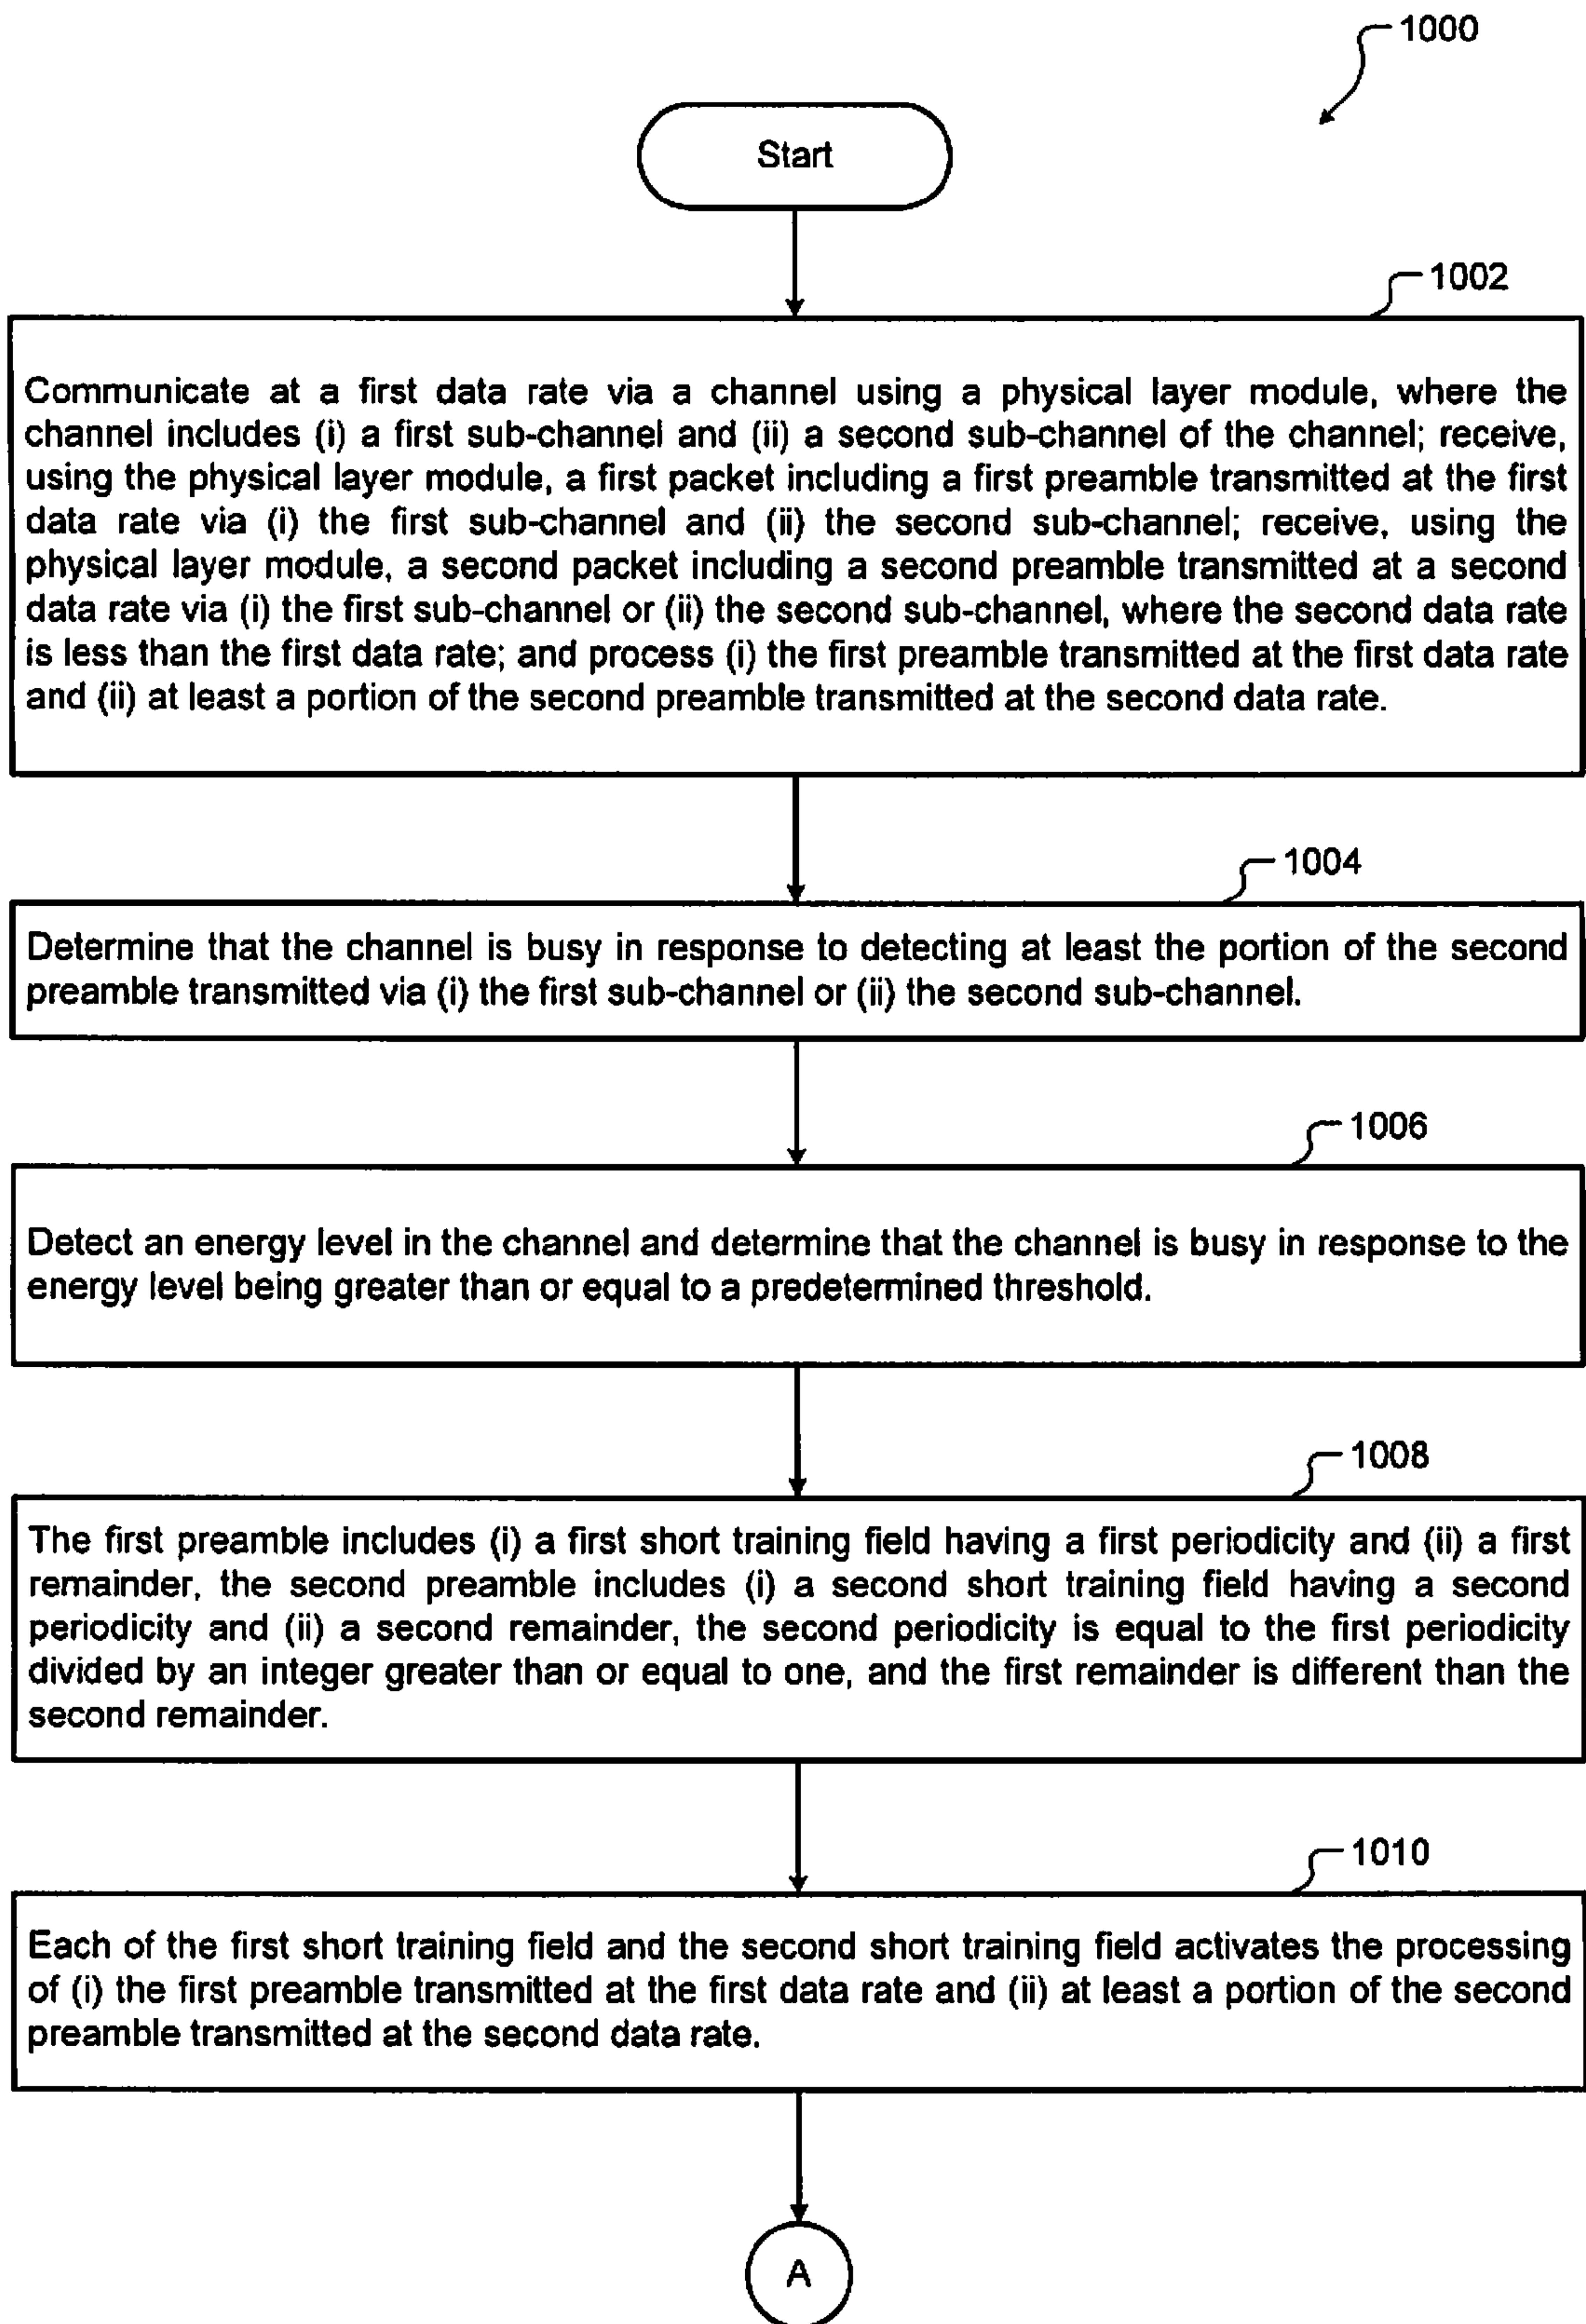 1000
Start
1002
Communicate at a first data rate via a channel using a physical layer module, where the
channel includes (i) a first sub-channel and (ii) a second sub-channel of the channel; receive,
using the physical layer module, a first packet including a first preamble transmitted at the first
data rate via (i) the first sub-channel and (ii) the second sub-channel; receive, using the
physical layer module, a second packet including a second preamble transmitted at a second
data rate via (i) the first sub-channel or (ii) the second sub-channel, where the second data rate
is less than the first data rate; and process (i) the first preamble transmitted at the first data rate
and (ii) at least a portion of the second preamble transmitted at the second data rate.
1004
Determine that the channel is busy in response to detecting at least the portion of the second
preamble transmitted via (i) the first sub-channel or (ii) the second sub-channel.
1006
Detect an energy level in the channel and determine that the channel is busy in response to the
energy level being greater than or equal to a predetermined threshold.
1008
The first preamble includes (i) a first short training field having a first periodicity and (ii) a first
remainder, the second preamble includes (i) a second short training field having a second
periodicity and (ii) a second remainder, the second periodicity is equal to the first periodicity
divided by an integer greater than or equal to one, and the first remainder is different than the
second remainder.
1010
Each of the first short training field and the second short training field activates the processing
of (i) the first preamble transmitted at the first data rate and (ii) at least a portion of the second
preamble transmitted at the second data rate.
A